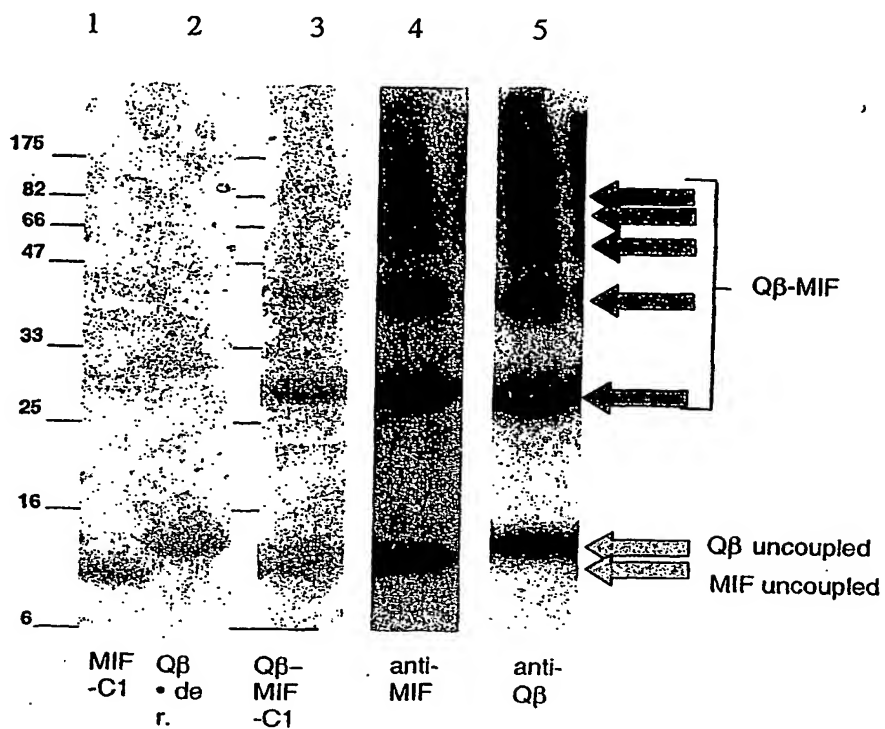 1 2 3 4 5
175
82
66
47
33
25
16
6
Qβ-MIF
Qβ uncoupled
MIF uncoupled
MIF
-C1
Qβ
• de
r.
Qβ–
MIF
-C1
anti-
MIF
anti-
Qβ